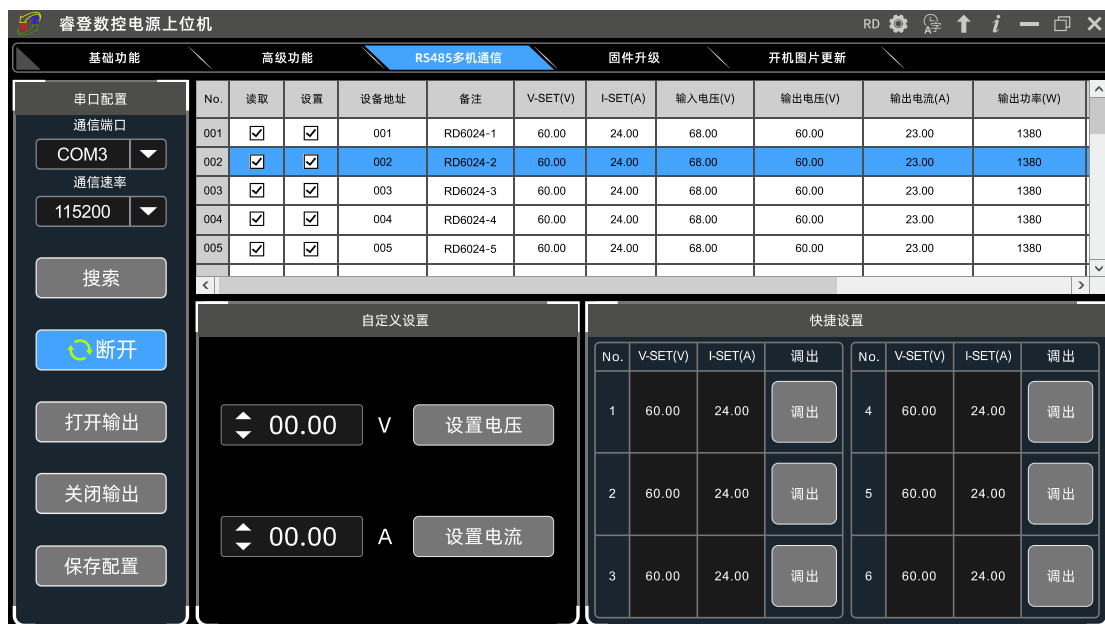 睿登数控电源上位机 RD
基础功能 高级功能 RS485多机通信 固件升级 开机图片更新
串口配置
通信端口
COM3
通信速率
115200
搜索
断开
打开输出
关闭输出
保存配置
No. 读取 设置 设备地址 备注 V-SET(V) I-SET(A) 输入电压(V) 输出电压(V) 输出电流(A) 输出功率(W)
001 001 RD6024-1 60.00 24.00 68.00 60.00 23.00 1380
002 002 RD6024-2 60.00 24.00 68.00 60.00 23.00 1380
003 003 RD6024-3 60.00 24.00 68.00 60.00 23.00 1380
004 004 RD6024-4 60.00 24.00 68.00 60.00 23.00 1380
005 005 RD6024-5 60.00 24.00 68.00 60.00 23.00 1380
自定义设置
00.00 V 设置电压
00.00 A 设置电流
快捷设置
No. V-SET(V) I-SET(A) 调出 No. V-SET(V) I-SET(A) 调出
1 60.00 24.00 调出 4 60.00 24.00 调出
2 60.00 24.00 调出 5 60.00 24.00 调出
3 60.00 24.00 调出 6 60.00 24.00 调出